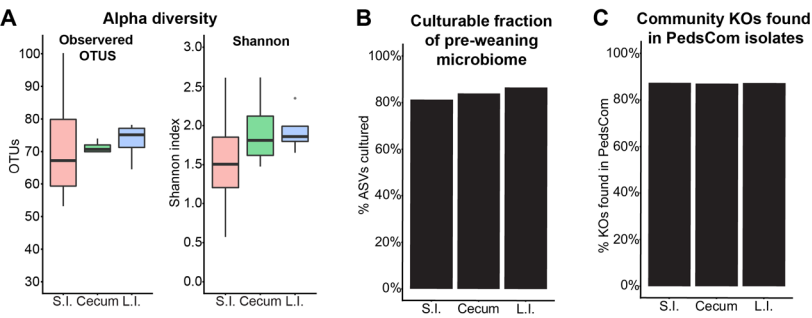 A
Alpha diversity
Observered
OTUS
Shannon
OTUs
100
90
80
70
60
50
40
30
S.I. Cecum L.I.
Shannon index
3.0
2.5
2.0
1.5
1.0
0.5
0.0
S.I. Cecum L.I.
B
Culturable fraction
of pre-weaning
microbiome
% ASVs cultured
100%
80%
60%
40%
20%
0%
S.I. Cecum L.I.
C
Community KOs found
in PedsCom isolates
% KOs found in PedsCom
100%
80%
60%
40%
20%
0%
S.I. Cecum L.I.